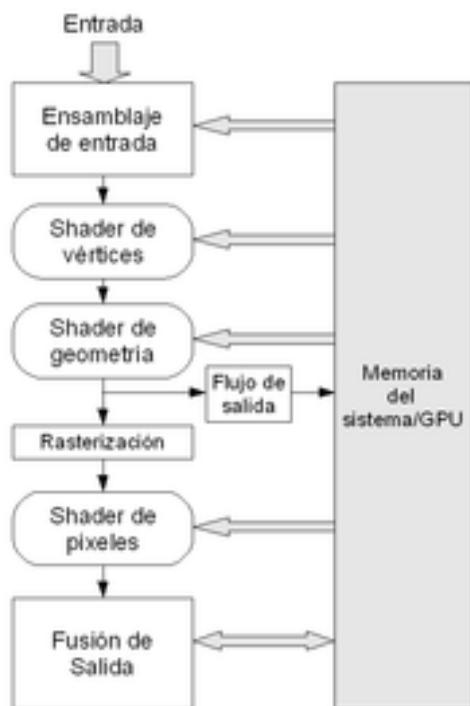 Entrada
Ensamblaje
de entrada
Shader de
vértices
Shader de
geometria
Flujo de
salida
Memoria
del
sistema/GPU
Rasterización
Shader de
pixeles
Fusión de
Salida